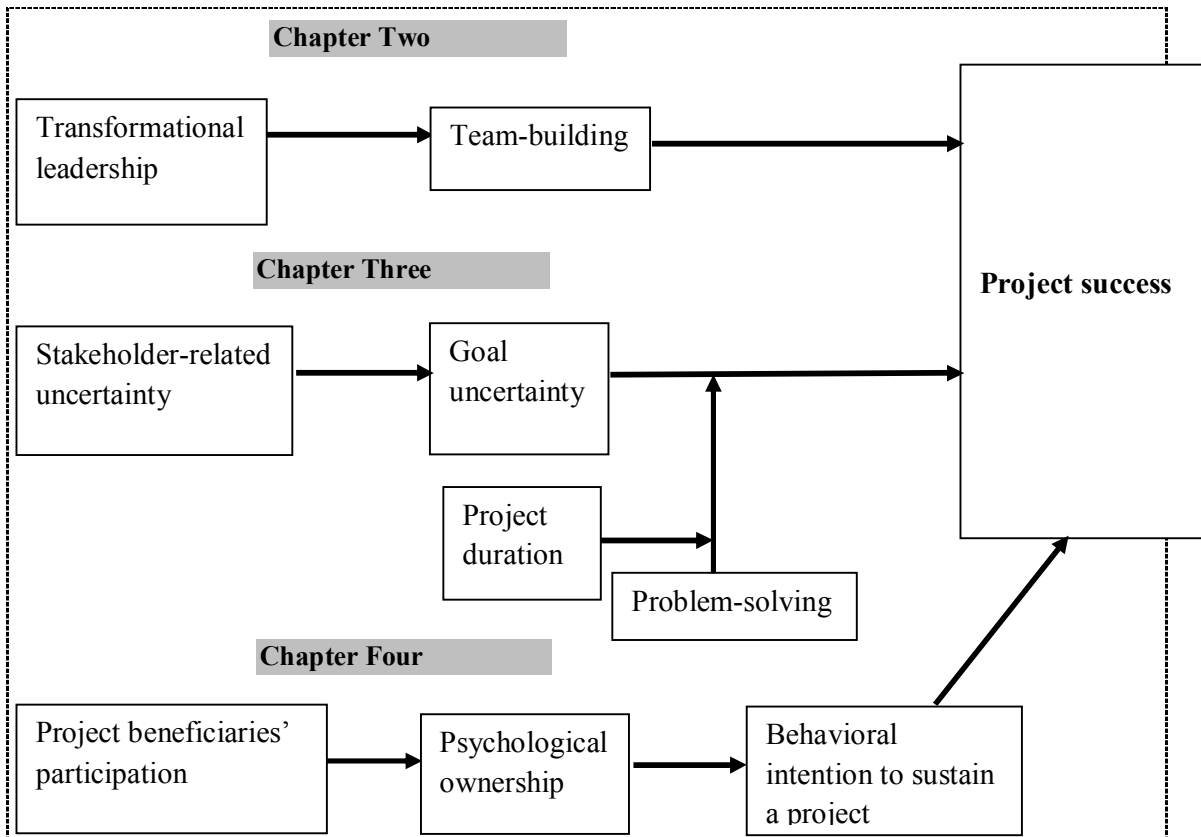 Chapter Two
Transformational
leadership
Team-building
Chapter Three
Project success
Stakeholder-related
uncertainty
Goal
uncertainty
Project
duration
Problem-solving
Chapter Four
Project beneficiaries’
participation
Psychological
ownership
Behavioral
intention to sustain
a project